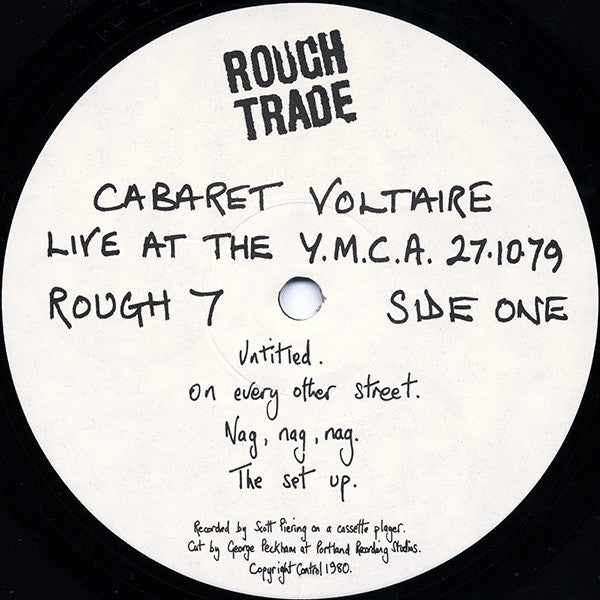 ROUGH
TRADE
CABARET VOLTAIRE
LIVE AT THE Y.M.C.A. 27.10.79
ROUGH 7 SIDE ONE
Untitled.
On every other street.
Nag, nag, nag.
The set up.
Recorded by Scott Piering on a cassette player.
Cut by George Peckham at Portland Recording Studios.
Copyright Control 1980.